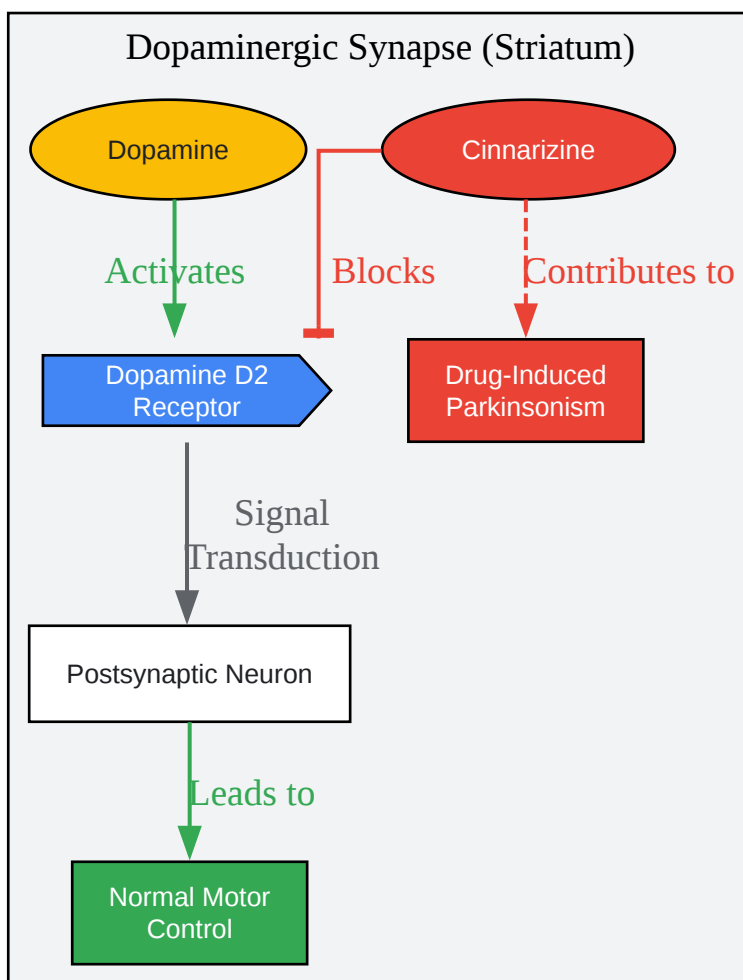 Dopaminergic Synapse (Striatum)
Dopamine
Cinnarizine
Activates
Blocks
Contributes to
Dopamine D2
Receptor
Drug-Induced
Parkinsonism
Signal
Transduction
Postsynaptic Neuron
Leads to
Normal Motor
Control